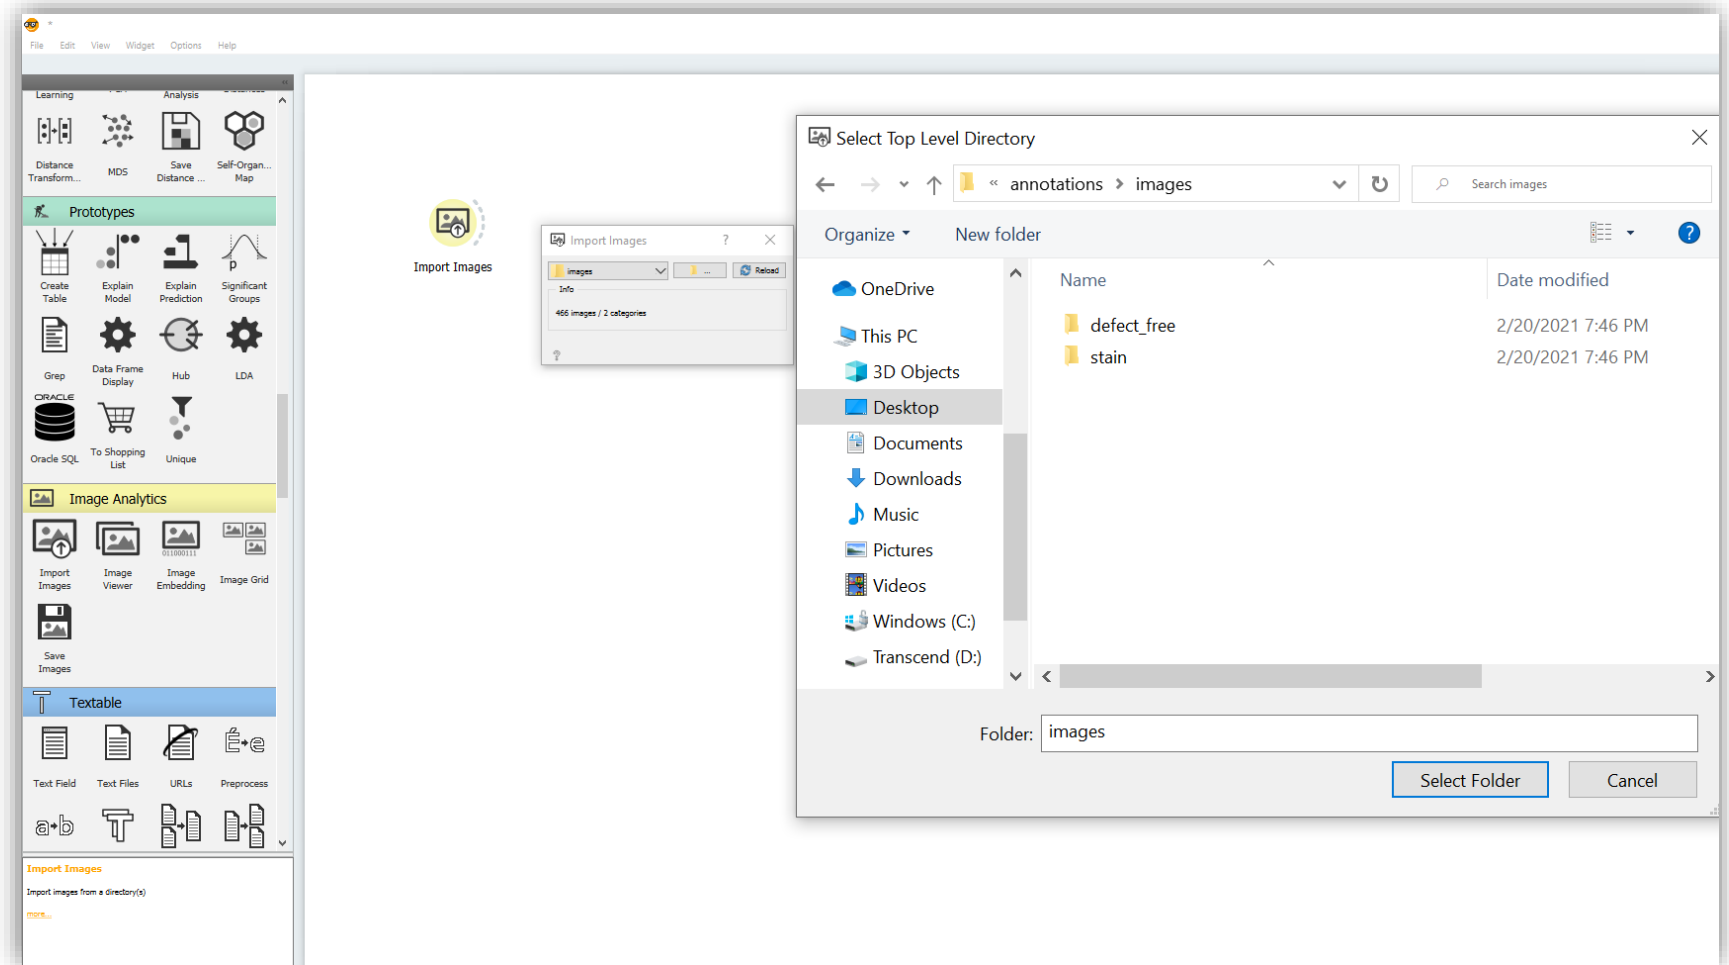 *
File Edit View Widget Options Help
Learning Analysis
Distance Transform... MDS Save Distance ... Self-Organ... Map
Prototypes
Create Table Explain Model Explain Prediction p Significant Groups
Grep Data Frame Display Hub LDA
ORACLE
Oracle SQL To Shopping List Unique
Image Analytics
011000111
Import Images Image Viewer Image Embedding Image Grid
Save Images
Textable
É e
Text Field Text Files URLs Preprocess
a b
Import Images
Import images from a directory(s)
more...
Import Images
Import Images ? ×
images ... Reload
Info
466 images / 2 categories
?
Select Top Level Directory
« annotations > images
Search images
Organize New folder ?
OneDrive
This PC
3D Objects
Desktop
Documents
Downloads
Music
Pictures
Videos
Windows (C:)
Transcend (D:)
Name Date modified
defect_free 2/20/2021 7:46 PM
stain 2/20/2021 7:46 PM
Folder: images
Select Folder Cancel